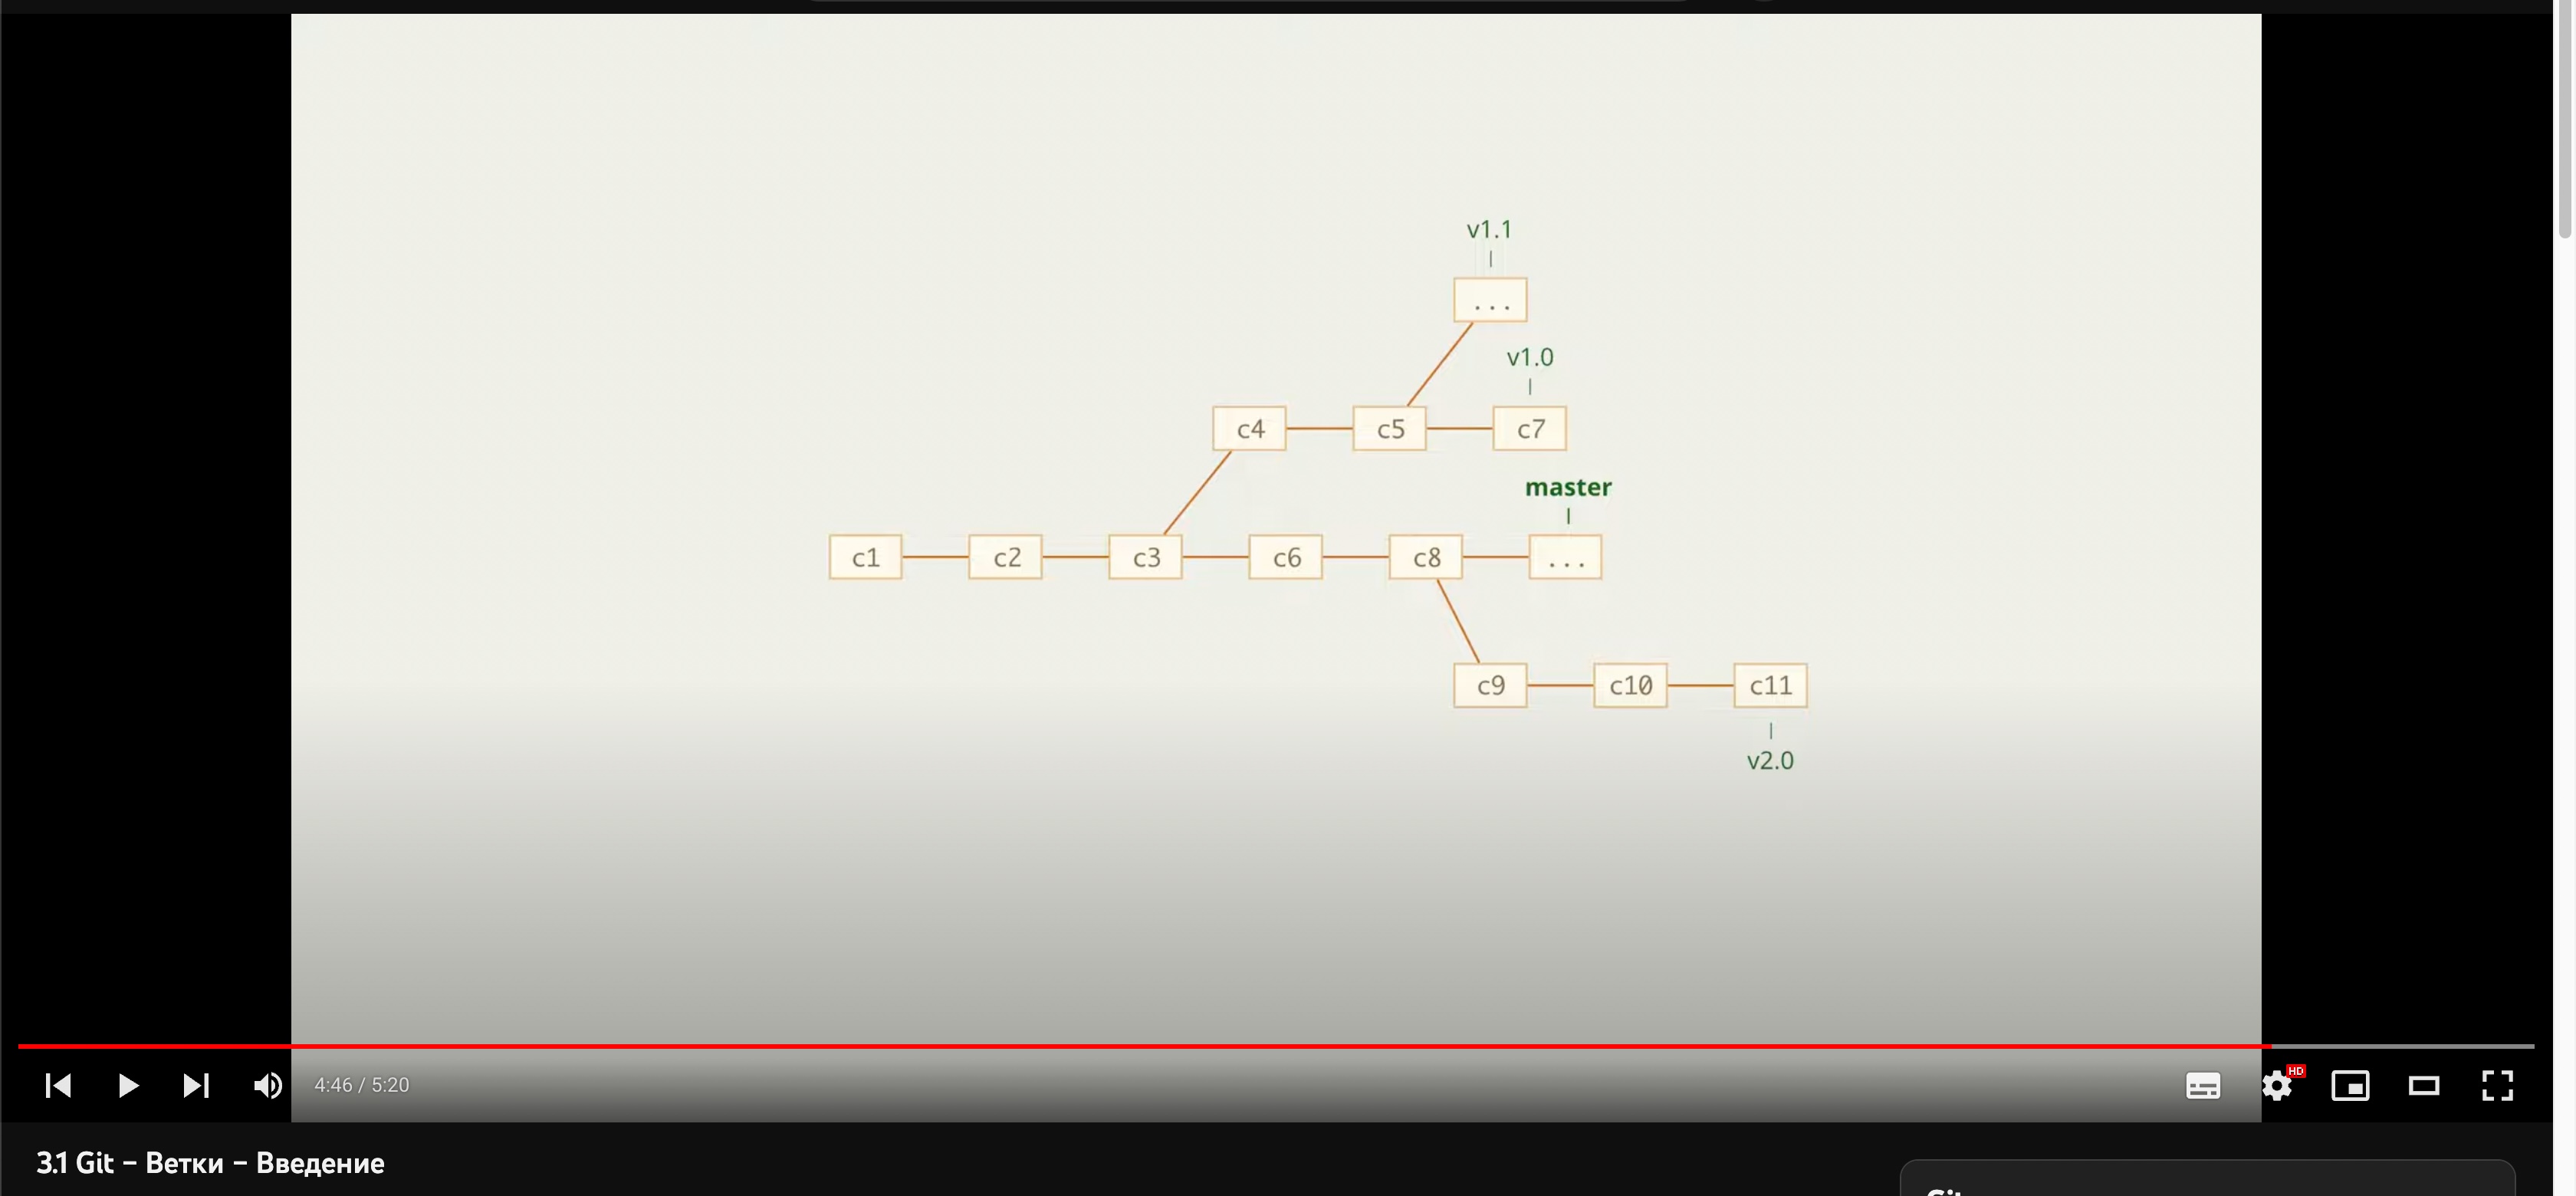 v1.1
...
v1.0
c4 c5 c7
master
c1 c2 c3 c6 c8 ...
c9 c10 c11
v2.0
4:46 / 5:20
HD
3.1 Git – Ветки – Введение